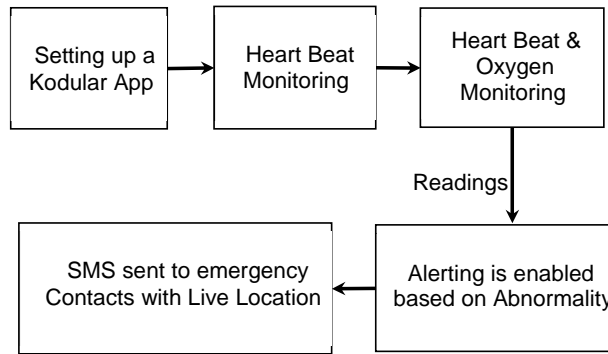 Setting up a
Kodular App
Heart Beat
Monitoring
Heart Beat &
Oxygen
Monitoring
Readings
Alerting is enabled
based on Abnormality
SMS sent to emergency
Contacts with Live Location